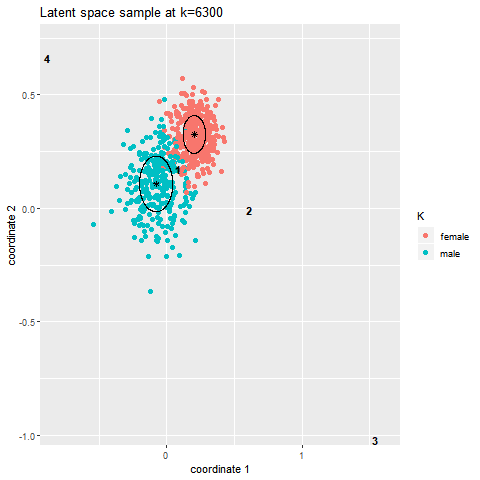 Latent space sample at k=6300
4
1
2
3
0.5
0.0
-0.5
-1.0
0
1
coordinate 1
coordinate 2
K
female
male